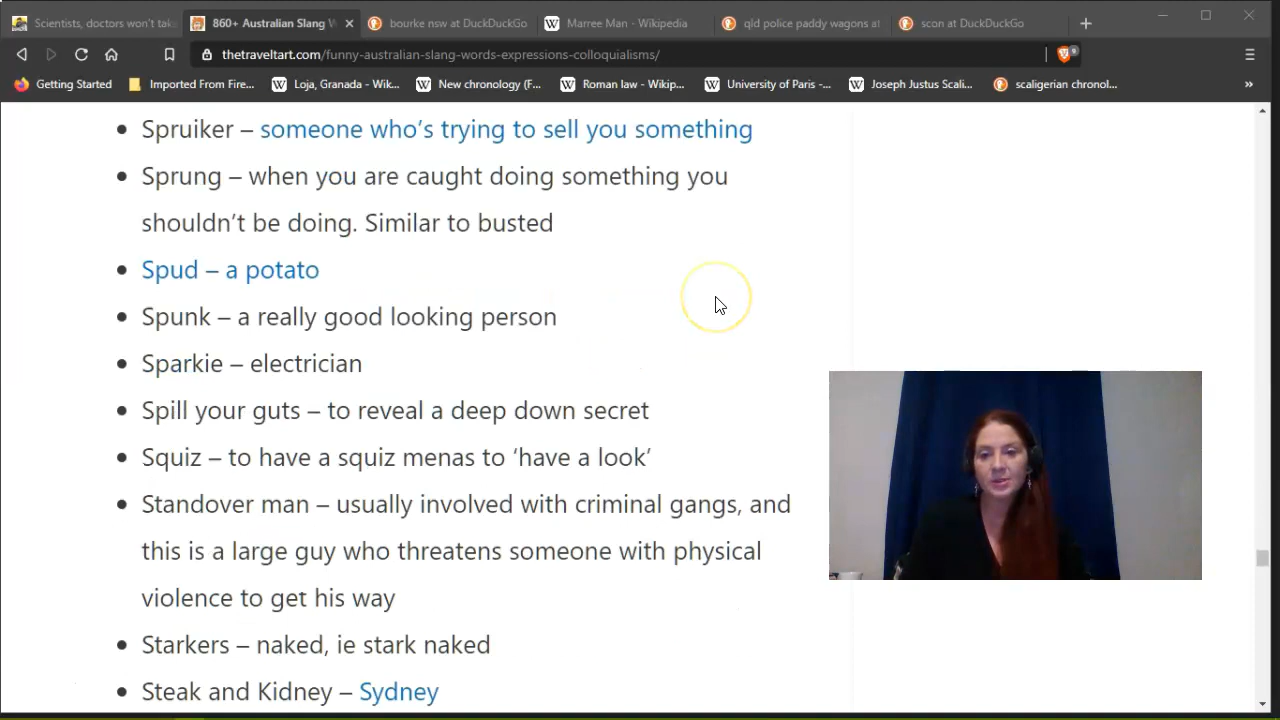 Scientists, doctors won't tak
860+ Australian Slang W
bourke nsw at DuckDuckGo
Marree Man - Wikipedia
qld police paddy wagons at
scon at DuckDuckGo
thetraveltart.com/funny-australian-slang-words-expressions-colloquialisms/
9
Getting Started
Imported From Fire...
Loja, Granada - Wik...
New chronology (F...
Roman law - Wikip...
University of Paris -...
Joseph Justus Scali...
scaligerian chronol...
Spruiker – someone who's trying to sell you something
Sprung – when you are caught doing something you
shouldn't be doing. Similar to busted
Spud – a potato
Spunk – a really good looking person
Sparkie – electrician
Spill your guts – to reveal a deep down secret
Squiz – to have a squiz menas to 'have a look'
Standover man – usually involved with criminal gangs, and
this is a large guy who threatens someone with physical
violence to get his way
Starkers – naked, ie stark naked
Steak and Kidney – Sydney